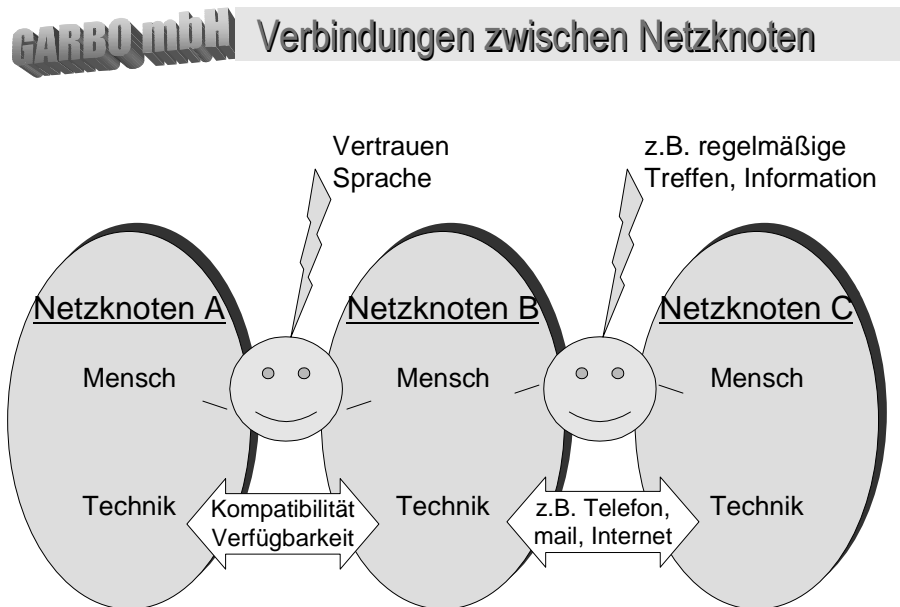 GARBO mbH
Verbindungen zwischen Netzknoten
Vertrauen
Sprache
z.B. regelmäßige
Treffen, Information
Netzknoten A
Netzknoten B
Netzknoten C
Mensch
Mensch
Mensch
Technik
Kompatibilität
Verfügbarkeit
Technik
z.B. Telefon,
mail, Internet
Technik